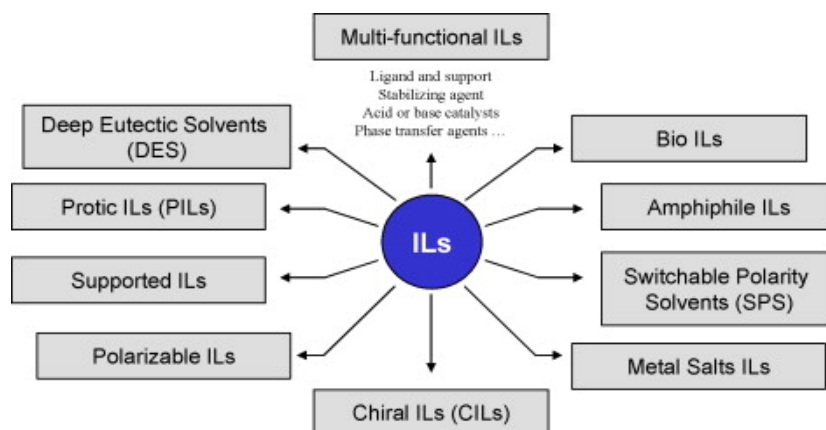 Multi-functional ILs
Ligand and support
Stabilizing agent
Acid or base catalysts
Phase transfer agents ...
Deep Eutectic Solvents
(DES)
Bio ILs
Protic ILs (PILs)
Amphiphile ILs
ILs
Supported ILs
Switchable Polarity
Solvents (SPS)
Polarizable ILs
Metal Salts ILs
Chiral ILs (CILs)